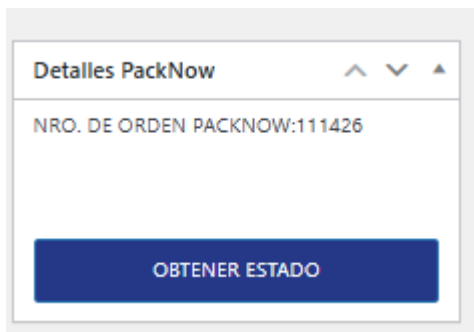 Detalles PackNow
NRO. DE ORDEN PACKNOW:111426
OBTENER ESTADO